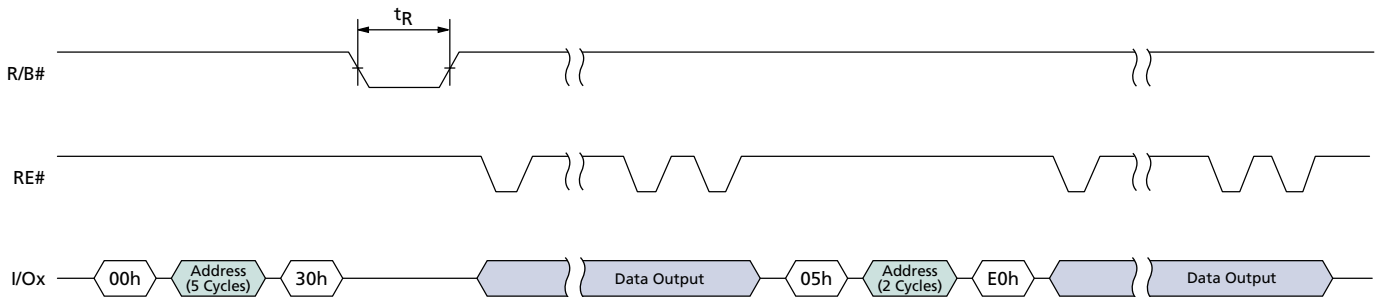 tR
R/B#
RE#
I/Ox
00h
Address
(5 Cycles)
30h
Data Output
05h
Address
(2 Cycles)
E0h
Data Output